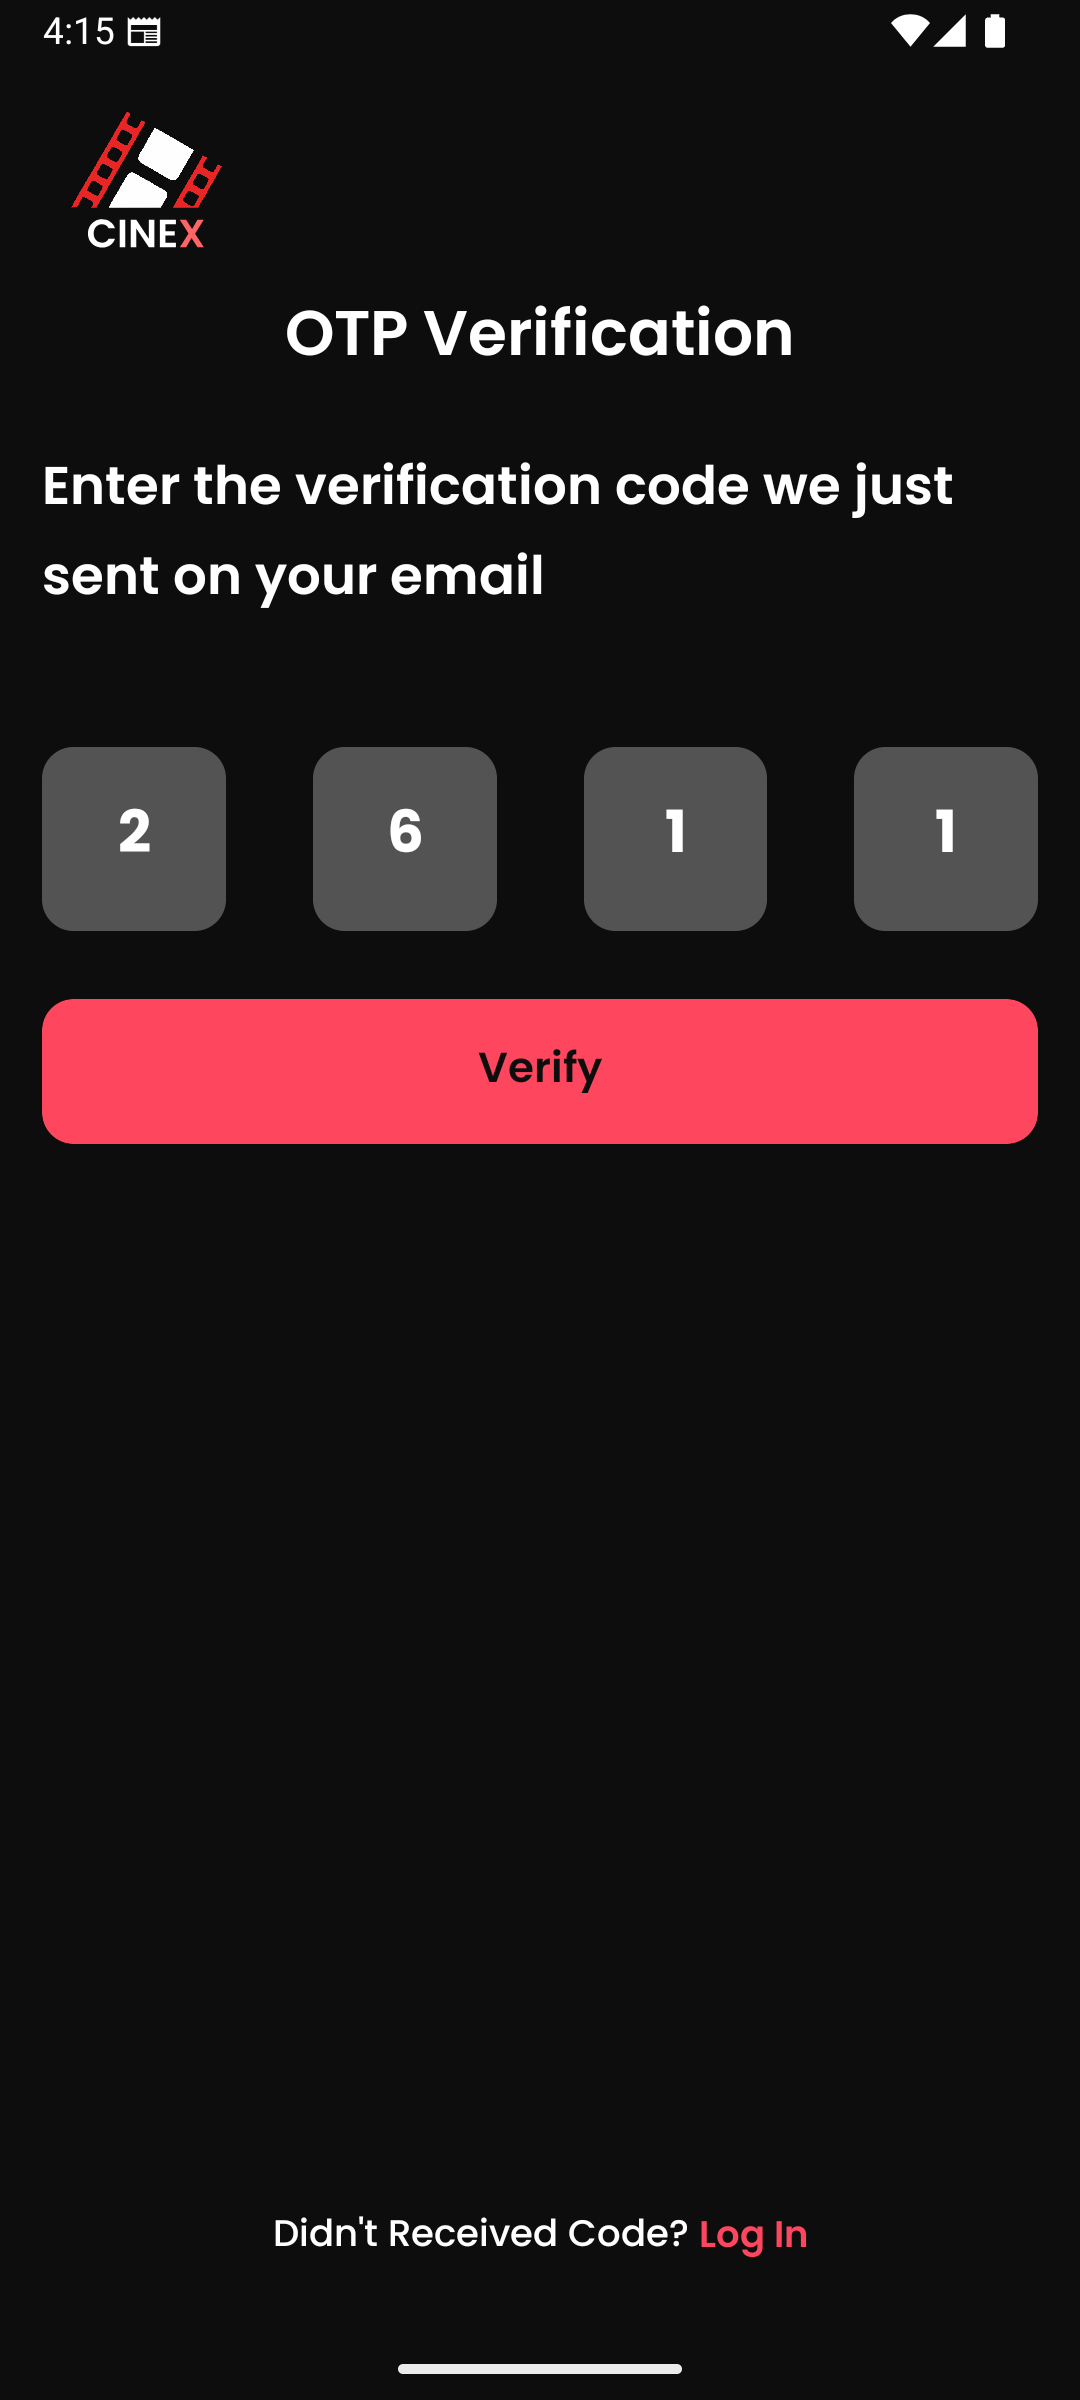 4:15
CINEX
OTP Verification
Enter the verification code we just
sent on your email
2 6 1 1
Verify
Didn't Received Code? Log In